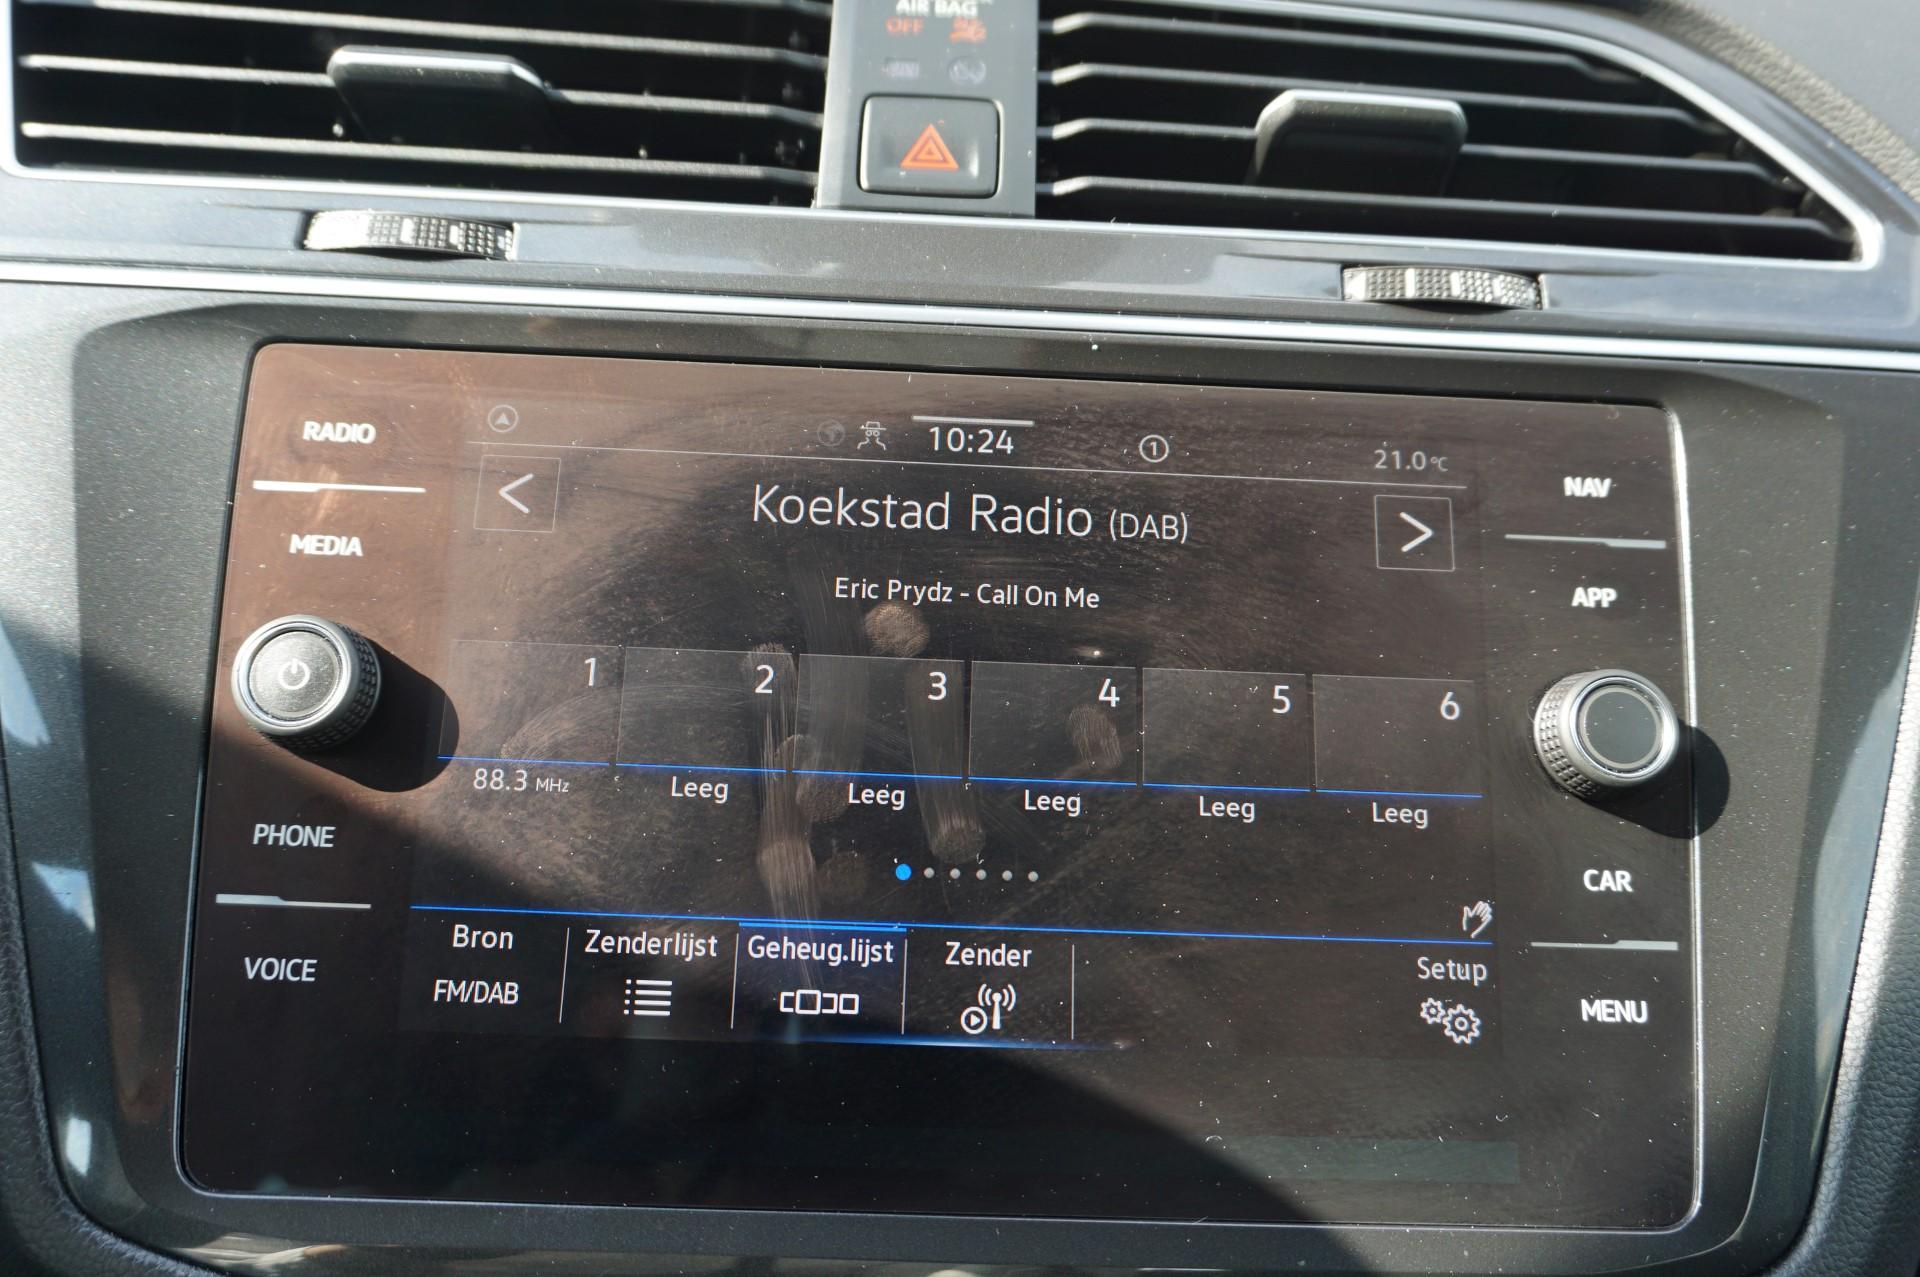 AIR BAG
OFF
RADIO
MEDIA
PHONE
VOICE
10:24
1
21.0 °C
Koekstad Radio (DAB)
Eric Prydz - Call On Me
1 2 3 4 5 6
88.3 MHz Leeg Leeg Leeg Leeg Leeg
Bron Zenderlijst Geheug.lijst Zender Setup
FM/DAB
NAV
APP
CAR
MENU